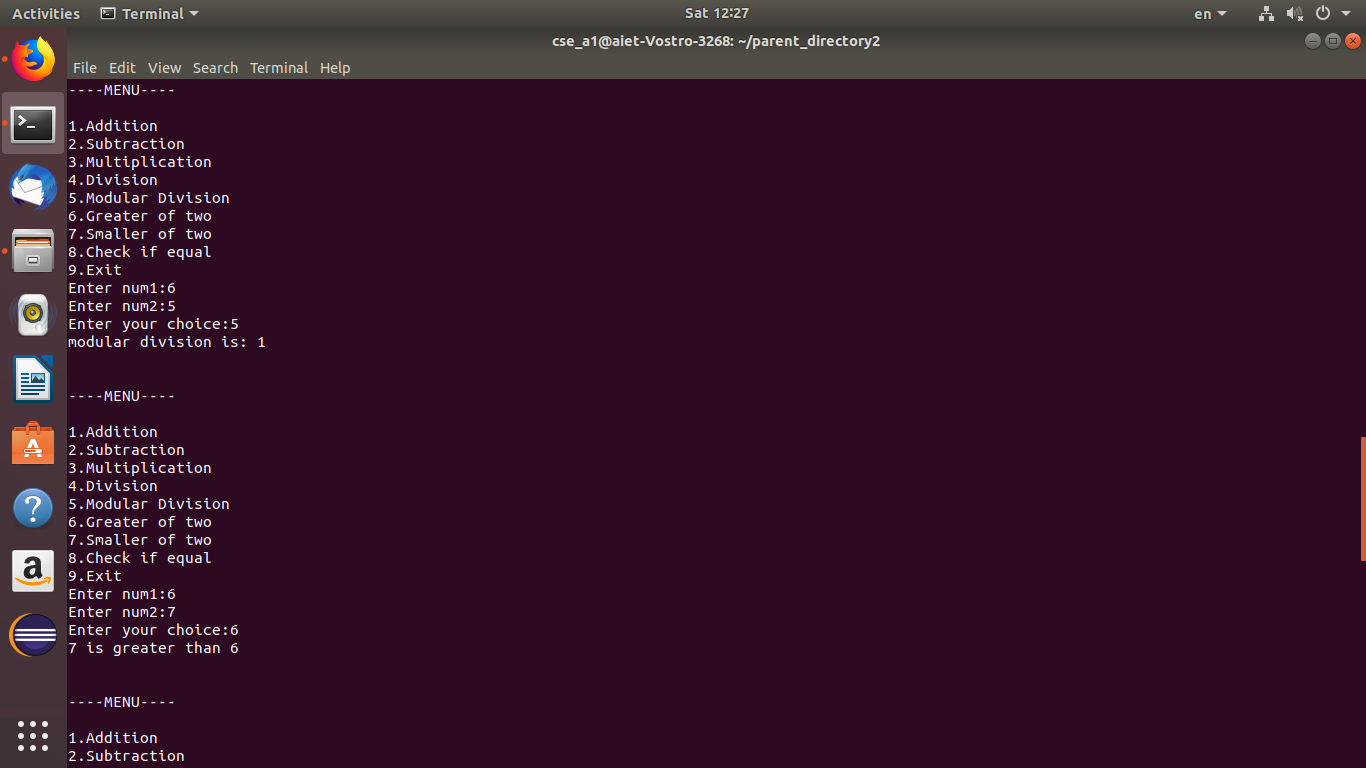 Activities Terminal Sat 12:27 en
cse_a1@aiet-Vostro-3268: ~/parent_directory2
File Edit View Search Terminal Help
----MENU----
1.Addition
2.Subtraction
3.Multiplication
4.Division
5.Modular Division
6.Greater of two
7.Smaller of two
8.Check if equal
9.Exit
Enter num1:6
Enter num2:5
Enter your choice:5
modular division is: 1
----MENU----
1.Addition
2.Subtraction
3.Multiplication
4.Division
5.Modular Division
6.Greater of two
7.Smaller of two
8.Check if equal
9.Exit
Enter num1:6
Enter num2:7
Enter your choice:6
7 is greater than 6
----MENU----
1.Addition
2.Subtraction